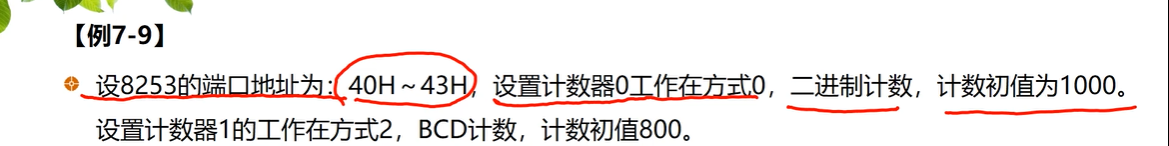 【例7-9】
设8253的端口地址为：40H～43H，设置计数器0工作在方式0，二进制计数，计数初值为1000。
设置计数器1的工作在方式2，BCD计数，计数初值800。